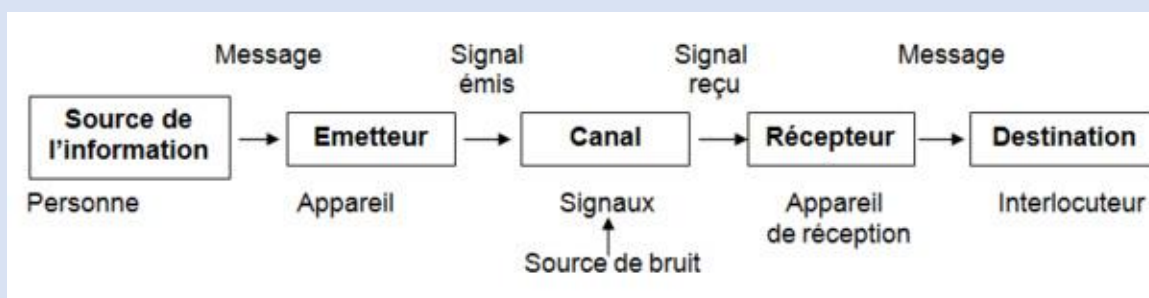 Message
Signal
émis
Signal
reçu
Message
Source de
l'information
Emetteur
Canal
Récepteur
Destination
Personne
Appareil
Signaux
Appareil
de réception
Interlocuteur
Source de bruit